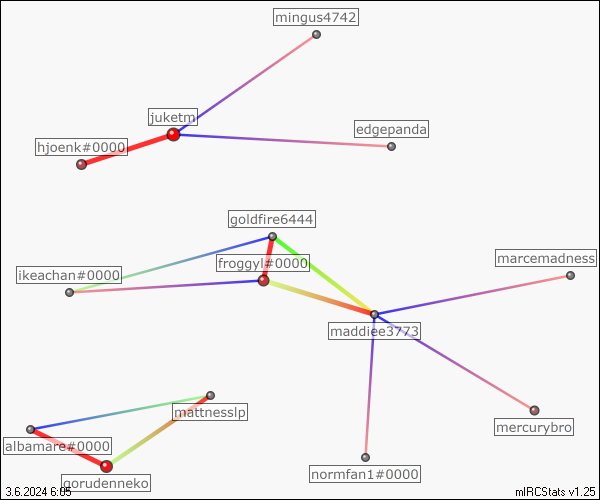 mingus4742
juketm
edgepanda
hjoenk#0000
goldfire6444
marcemadness
froggyl#0000
ikeachan#0000
maddiee3773
mattnesslp
mercurybro
albamare#0000
normfan1#0000
gorudenneko
3.6.2024 6:05
mIRCStats v1.25